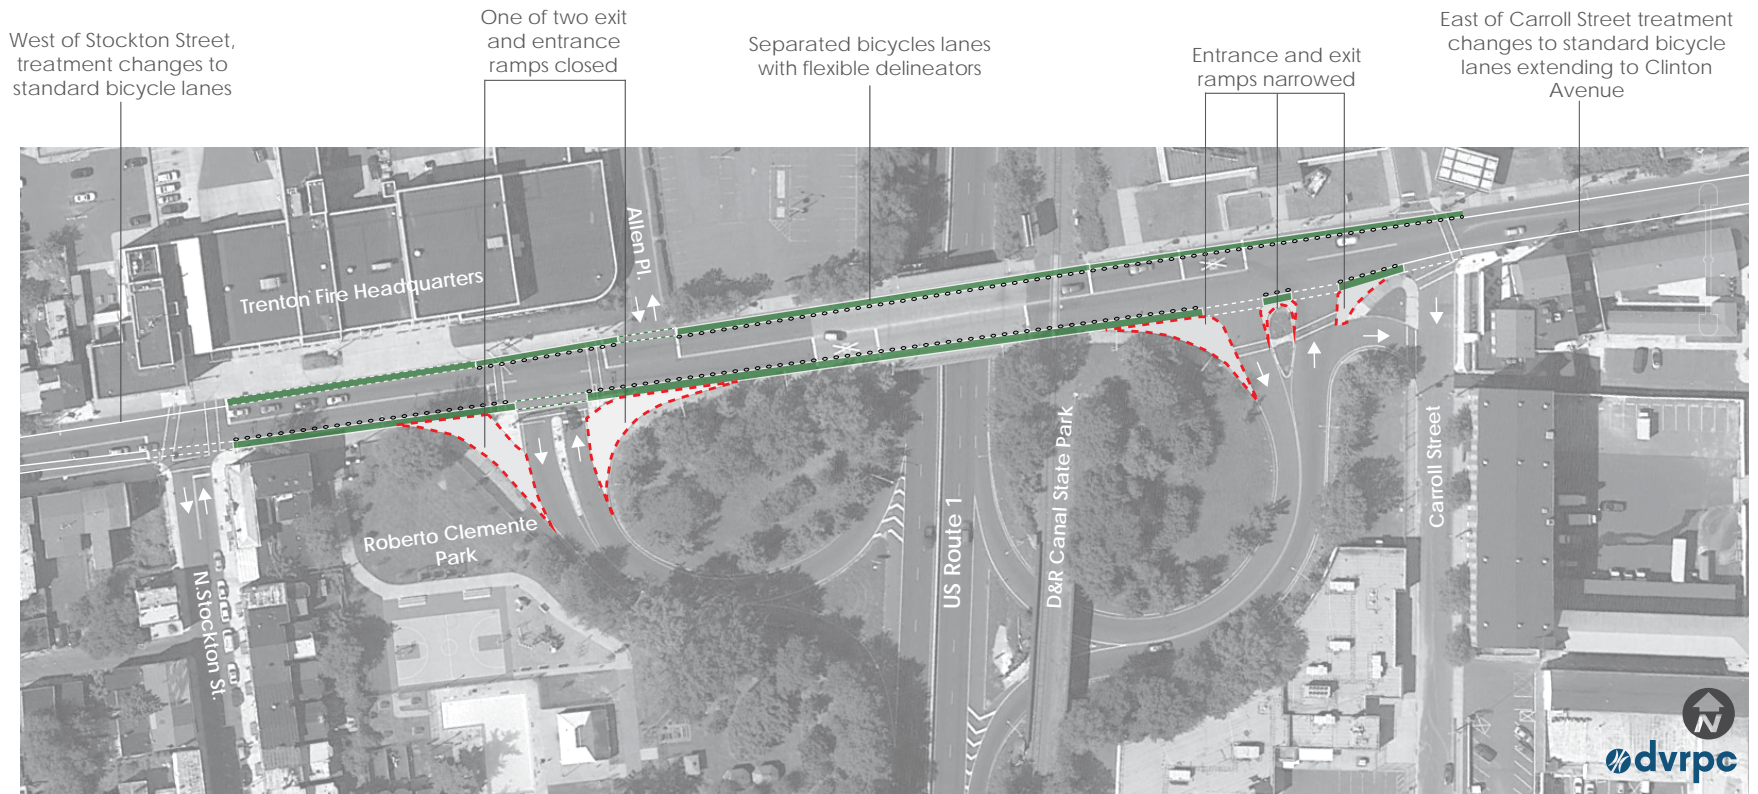 West of Stockton Street,
treatment changes to
standard bicycle lanes
One of two exit
and entrance
ramps closed
Separated bicycles lanes
with flexible delineators
Entrance and exit
ramps narrowed
East of Carroll Street treatment
changes to standard bicycle
lanes extending to Clinton
Avenue
Trenton Fire Headquarters
Allen Pl.
Roberto Clemente
Park
N.Stockton St.
US Route 1
D&R Canal State Park
Carroll Street
N
dvrpc